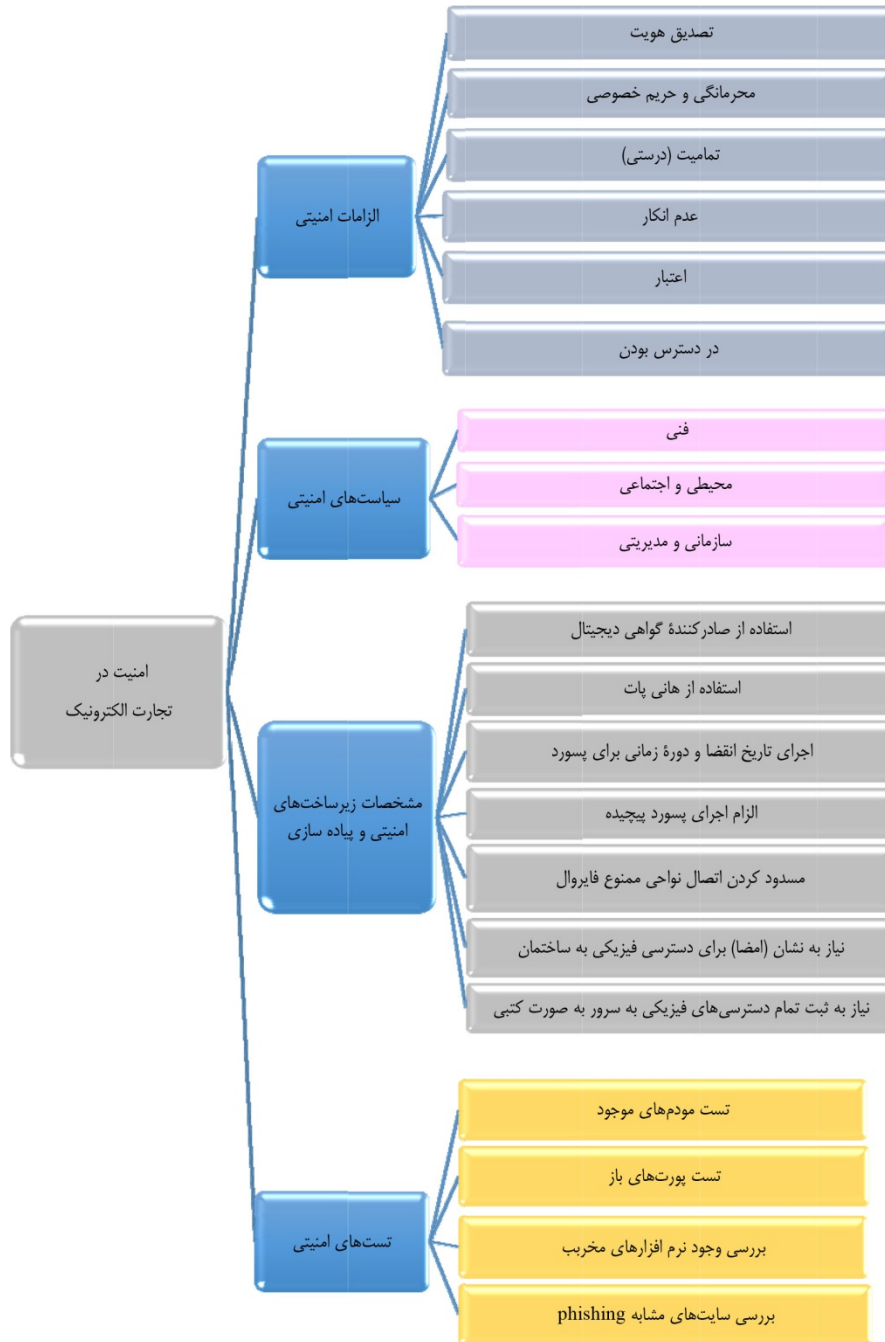 امنیت در
تجارت الکترونیک
الزامات امنیتی
تصدیق هویت
محرمانگی و حریم خصوصی
تمامیت (درستی)
عدم انکار
اعتبار
در دسترس بودن
سیاست‌های امنیتی
فنی
محیطی و اجتماعی
سازمانی و مدیریتی
مشخصات زیرساخت‌های
امنیتی و پیاده سازی
استفاده از صادرکنندۀ گواهی دیجیتال
استفاده از هانی پات
اجرای تاریخ انقضا و دورۀ زمانی برای پسورد
الزام اجرای پسورد پیچیده
مسدود کردن اتصال نواحی ممنوع فایروال
نیاز به نشان (امضا) برای دسترسی فیزیکی به ساختمان
نیاز به ثبت تمام دسترسی‌های فیزیکی به سرور به صورت کتبی
تست‌های امنیتی
تست مودم‌های موجود
تست پورت‌های باز
بررسی وجود نرم افزارهای مخرب
بررسی سایت‌های مشابه phishing